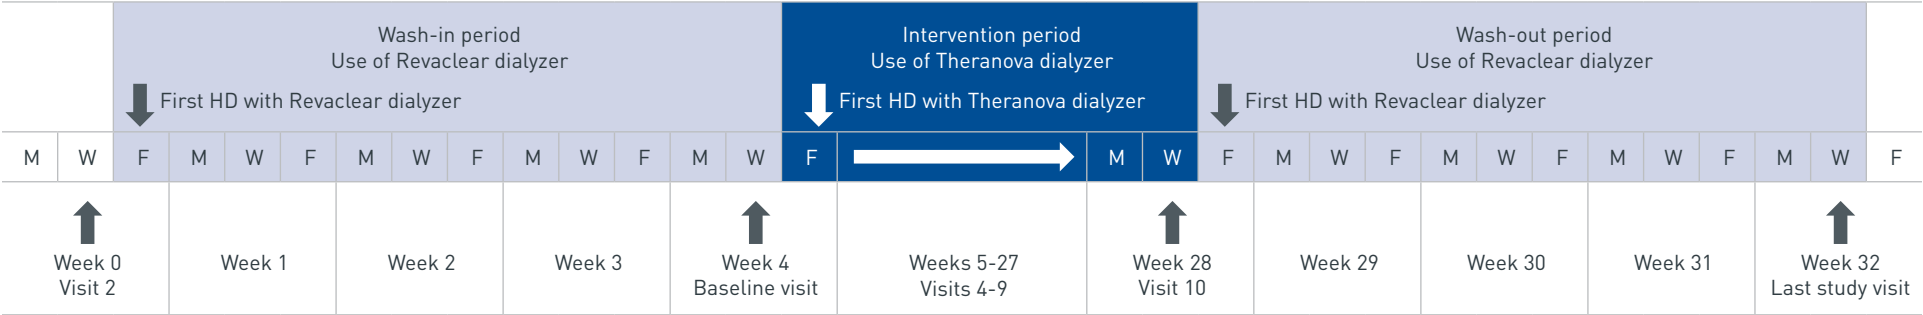 Wash-in period
Use of Revaclear dialyzer
First HD with Revaclear dialyzer
Intervention period
Use of Theranova dialyzer
First HD with Theranova dialyzer
Wash-out period
Use of Revaclear dialyzer
First HD with Revaclear dialyzer
M W F M W F M W F M W F M W F M W F M W F M W F M W F M W F
Week 0
Visit 2
Week 1
Week 2
Week 3
Week 4
Baseline visit
Weeks 5-27
Visits 4-9
Week 28
Visit 10
Week 29
Week 30
Week 31
Week 32
Last study visit